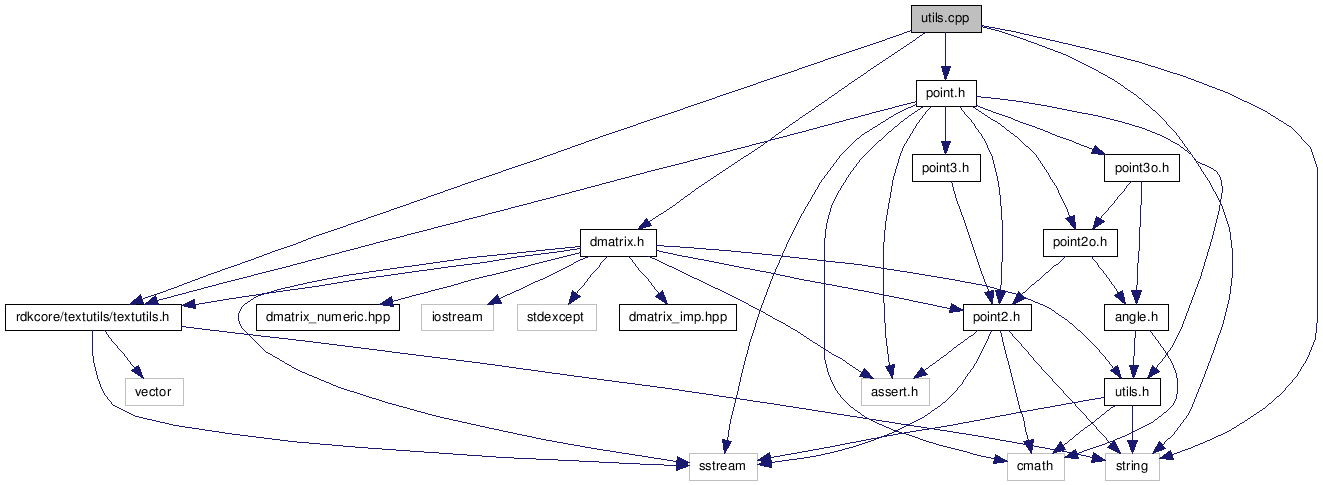 utils.cpp
point.h
point3.h
point3o.h
dmatrix.h
point2o.h
rdkcore/textutils/textutils.h
dmatrix_numeric.hpp
iostream
stdexcept
dmatrix_imp.hpp
point2.h
angle.h
vector
assert.h
utils.h
sstream
cmath
string